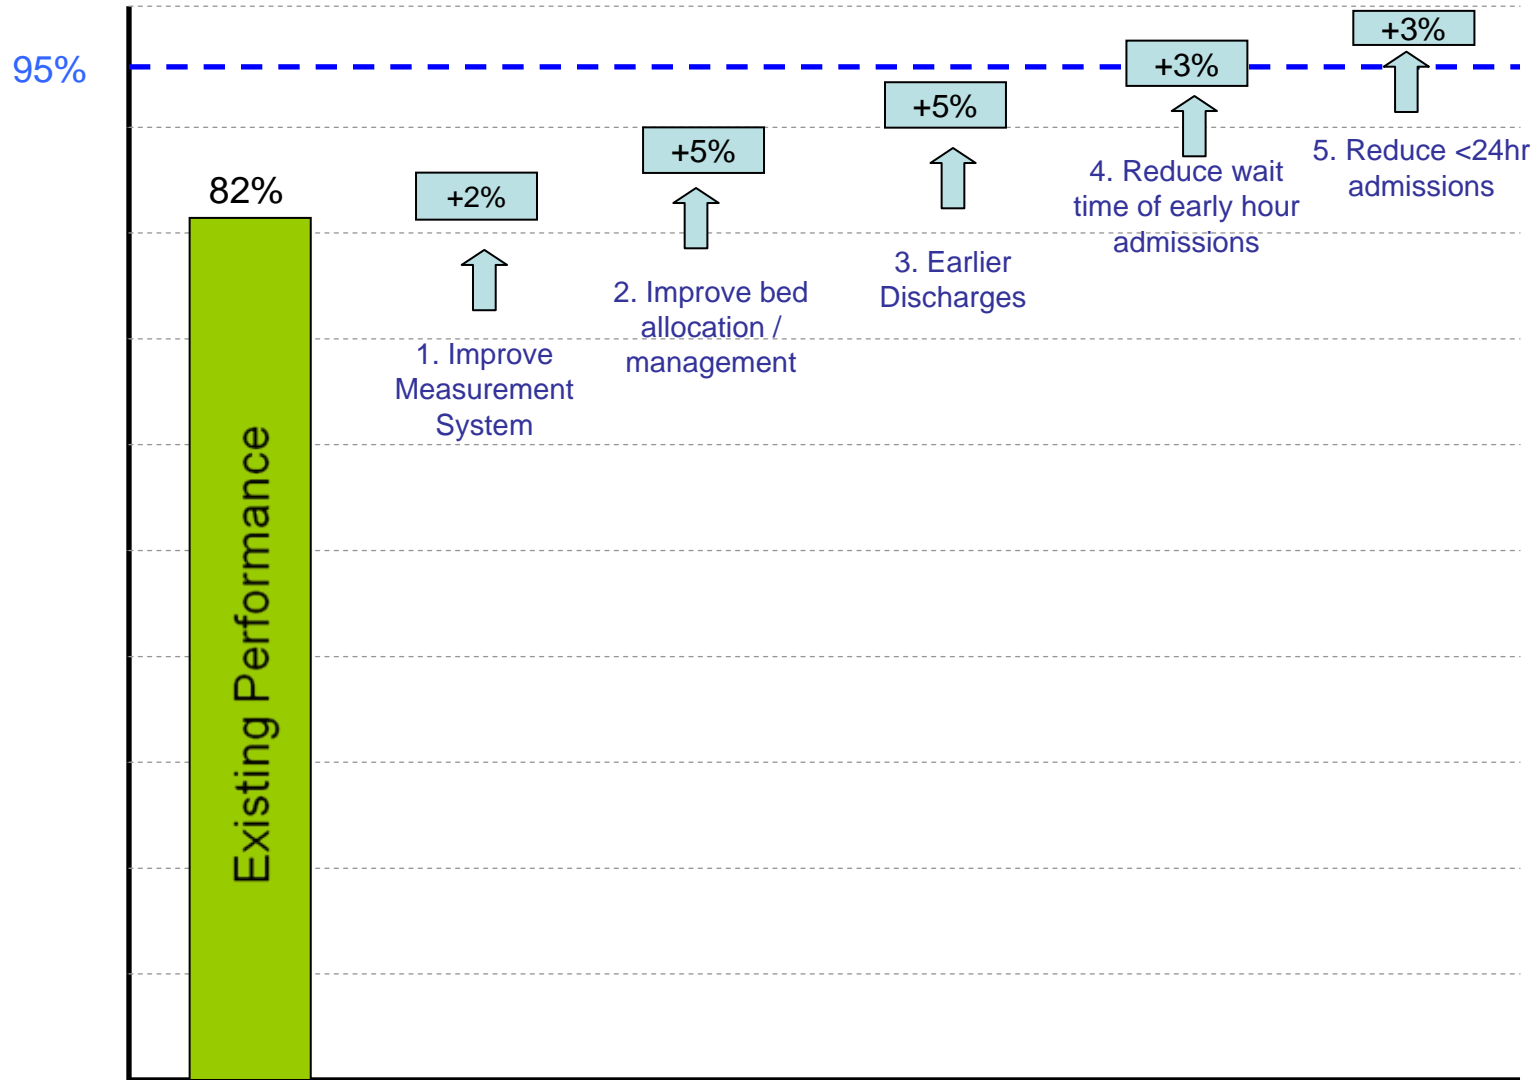 95%
82%
Existing Performance
+2%
1. Improve
Measurement
System
+5%
2. Improve bed
allocation /
management
+5%
3. Earlier
Discharges
+3%
4. Reduce wait
time of early hour
admissions
+3%
5. Reduce <24hr
admissions